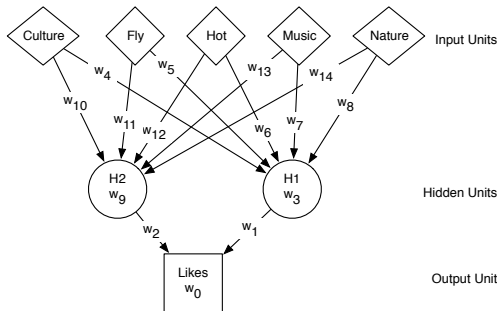 Culture Fly Hot Music Nature Input Units
w4 w5 w13 w14
w10 w11 w12 w6 w7 w8
H2 H1
w9 w3 Hidden Units
w2 w1
Likes
w0 Output Unit